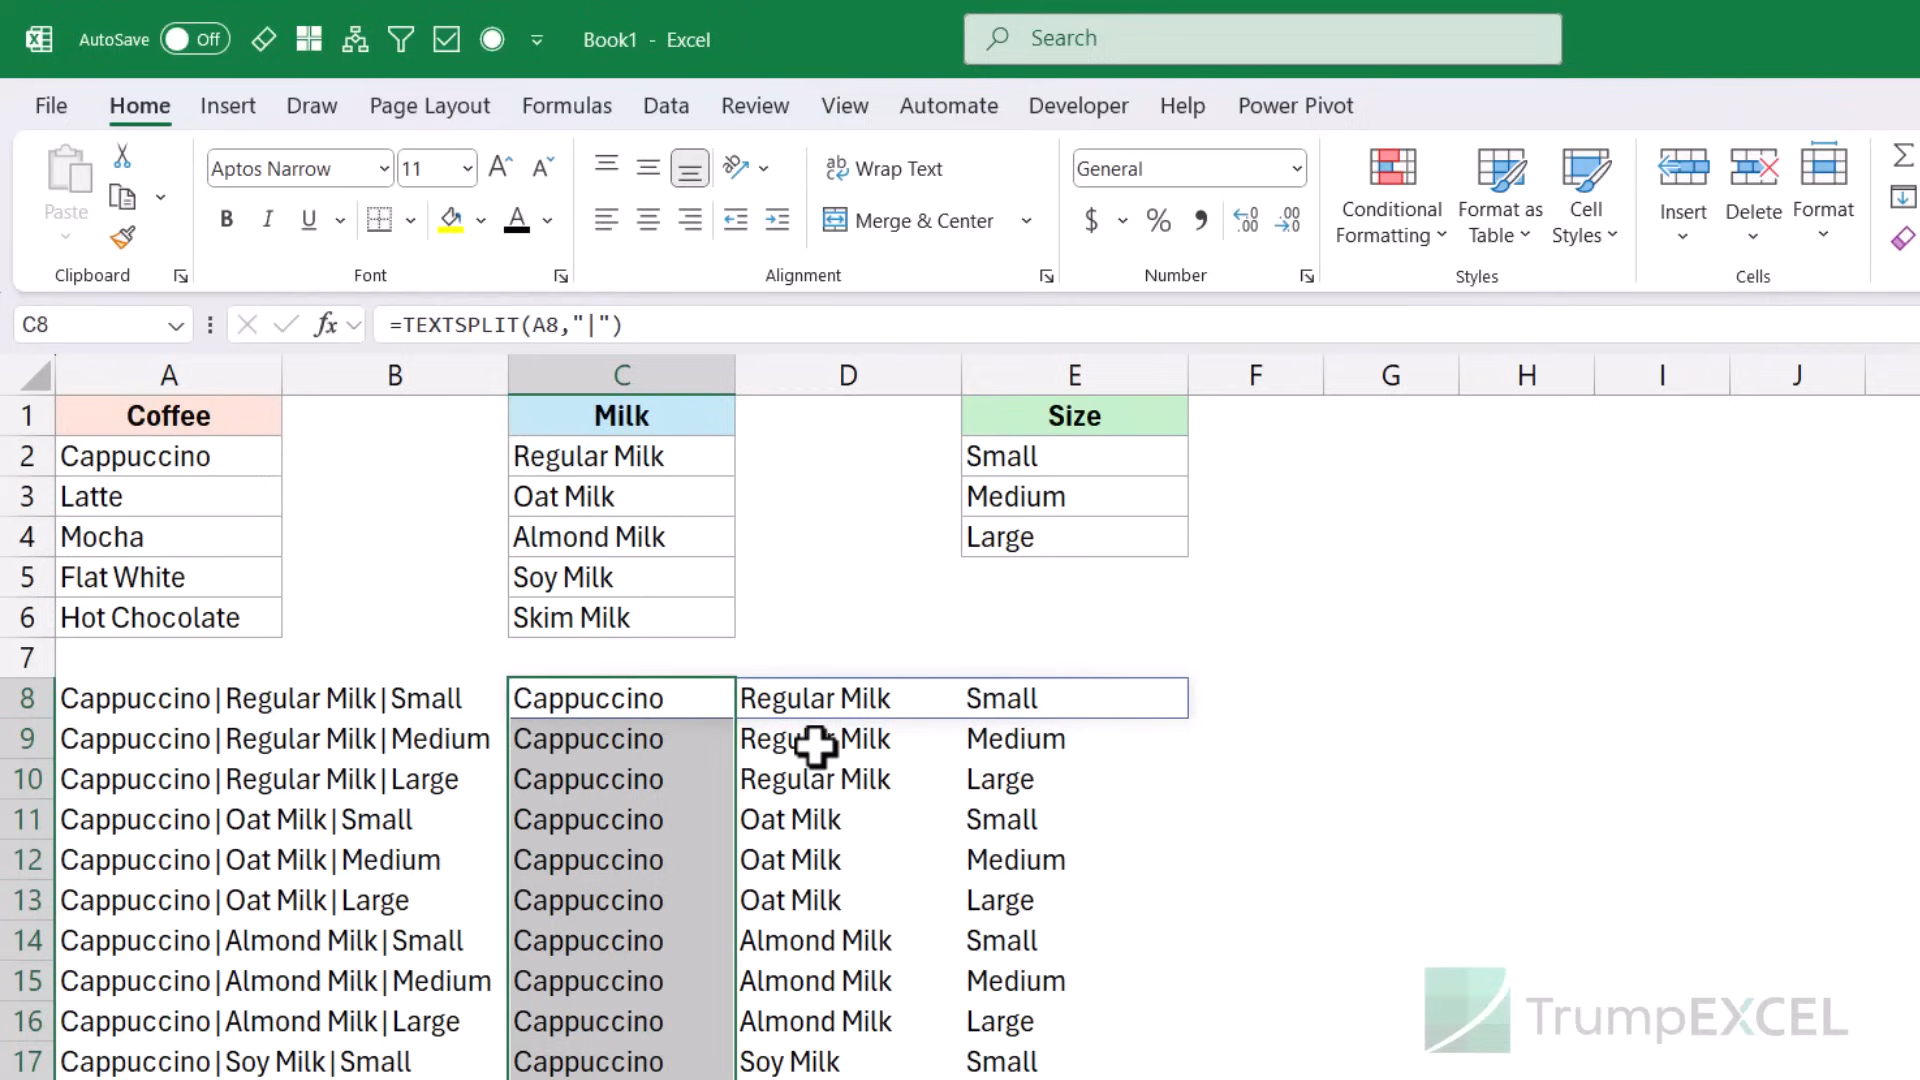 AutoSave Off Book1 - Excel Search
File Home Insert Draw Page Layout Formulas Data Review View Automate Developer Help Power Pivot
Paste Aptos Narrow 11 Wrap Text General
B I U A Merge & Center $ % Conditional Formatting Format as Table Cell Styles Insert Delete Format
Clipboard Font Alignment Number Styles Cells
C8 fx =TEXTSPLIT(A8,"|")
A B C D E F G H I J
1 Coffee Milk Size
2 Cappuccino Regular Milk Small
3 Latte Oat Milk Medium
4 Mocha Almond Milk Large
5 Flat White Soy Milk
6 Hot Chocolate Skim Milk
7
8 Cappuccino|Regular Milk|Small Cappuccino Regular Milk Small
9 Cappuccino|Regular Milk|Medium Cappuccino Regular Milk Medium
10 Cappuccino|Regular Milk|Large Cappuccino Regular Milk Large
11 Cappuccino|Oat Milk|Small Cappuccino Oat Milk Small
12 Cappuccino|Oat Milk|Medium Cappuccino Oat Milk Medium
13 Cappuccino|Oat Milk|Large Cappuccino Oat Milk Large
14 Cappuccino|Almond Milk|Small Cappuccino Almond Milk Small
15 Cappuccino|Almond Milk|Medium Cappuccino Almond Milk Medium
16 Cappuccino|Almond Milk|Large Cappuccino Almond Milk Large
17 Cappuccino|Soy Milk|Small Cappuccino Soy Milk Small
TrumpEXCEL